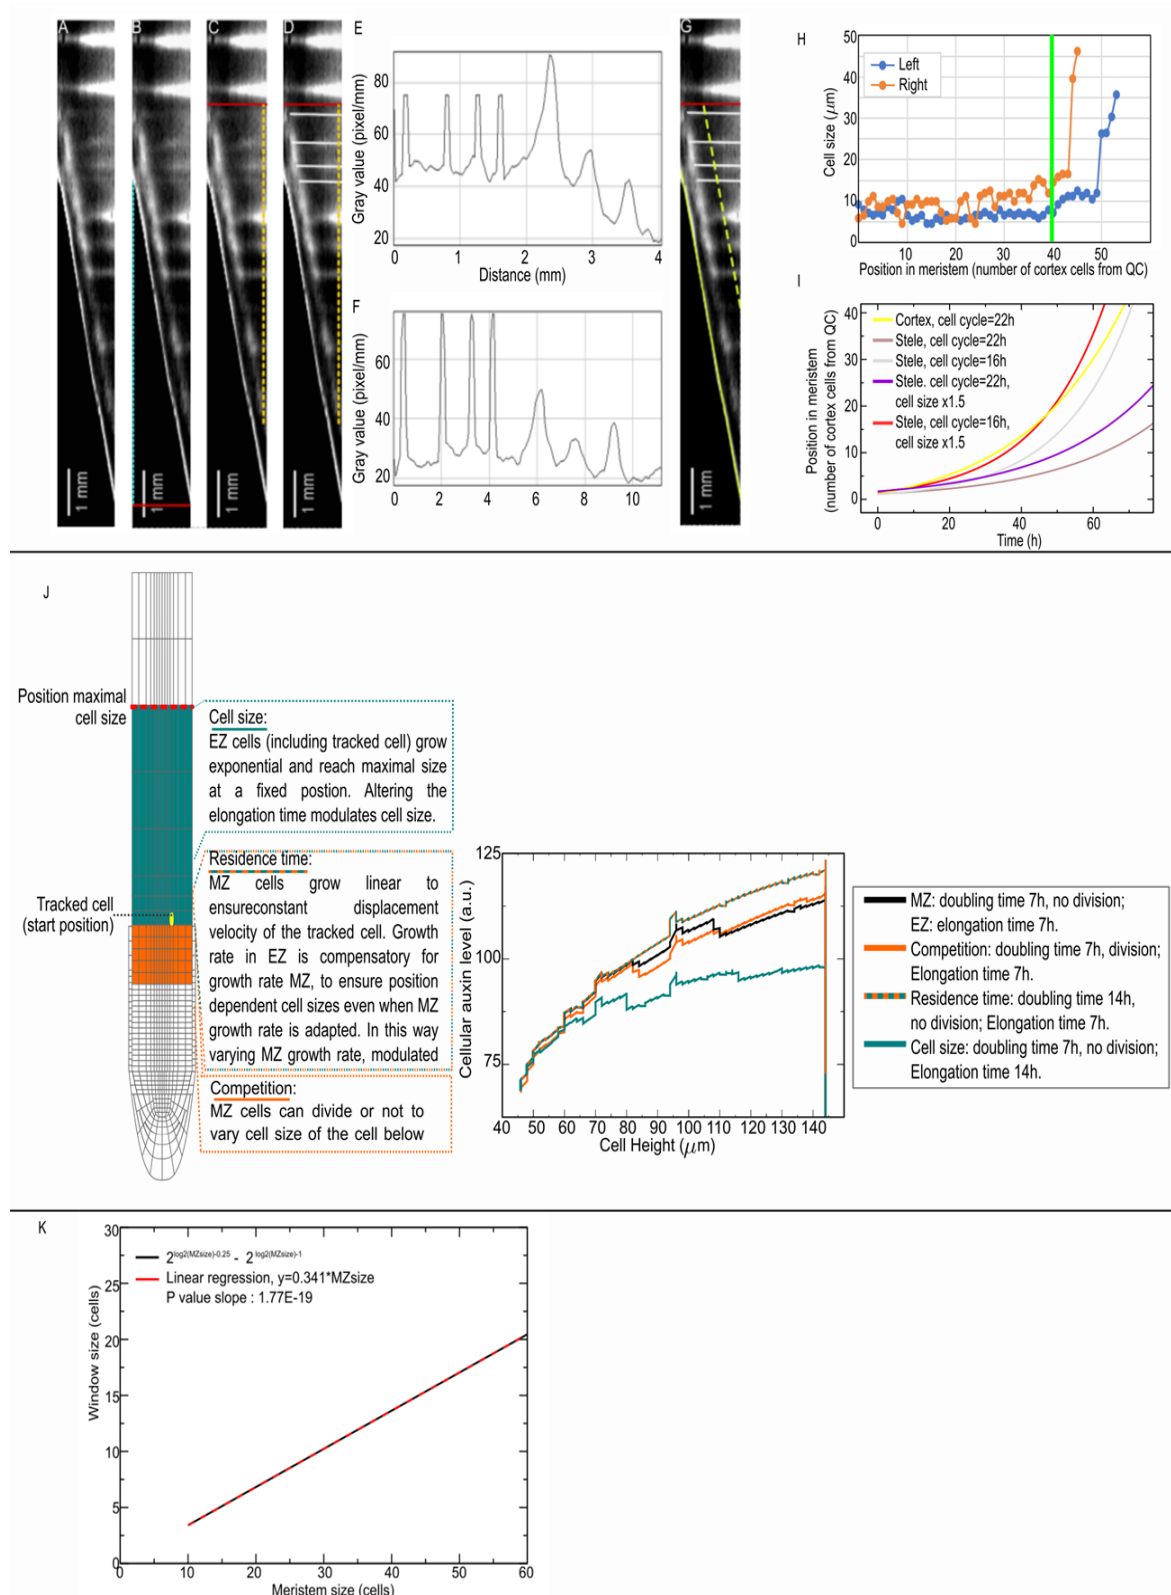 A
B
C
D
1 mm
1 mm
1 mm
1 mm
E
Gray value (pixel/mm)
80
60
40
20
0
1
2
3
4
Distance (mm)
F
Gray value (pixel/mm)
60
40
20
0
2
4
6
8
10
G
1 mm
H
Cell size (μm)
50
40
30
20
10
0
Left
Right
10
20
30
40
50
Position in meristem (number of cortex cells from QC)
I
Position in meristem
(number of cortex cells from QC)
40
30
20
10
0
Cortex, cell cycle=22h
Stele, cell cycle=22h
Stele, cell cycle=16h
Stele. cell cycle=22h,
cell size x1.5
Stele, cell cycle=16h,
cell size x1.5
0
20
40
60
Time (h)
J
Position maximal
cell size
Tracked cell
(start position)
Cell size:
EZ cells (including tracked cell) grow
exponential and reach maximal size
at a fixed postion. Altering the
elongation time modulates cell size.
Residence time:
MZ cells grow linear to
ensureconstant displacement
velocity of the tracked cell. Growth
rate in EZ is compensatory for
growth rate MZ, to ensure position
dependent cell sizes even when MZ
growth rate is adapted. In this way
varying MZ growth rate, modulated
Competition:
MZ cells can divide or not to
vary cell size of the cell below
Cellular auxin level (a.u.)
125
100
75
40
50
60
70
80
90
100
110
120
130
140
Cell Height (μm)
MZ: doubling time 7h, no division;
EZ: elongation time 7h.
Competition: doubling time 7h, division;
Elongation time 7h.
Residence time: doubling time 14h,
no division; Elongation time 7h.
Cell size: doubling time 7h, no division;
Elongation time 14h.
K
Window size (cells)
30
25
20
15
10
5
0
2^log2(MZsize)-0.25 - 2^log2(MZsize)-1
Linear regression, y=0.341*MZsize
P value slope : 1.77E-19
0
10
20
30
40
50
60
Meristem size (cells)